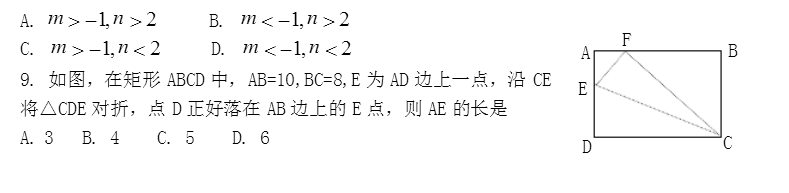 A. m＞−1,n＞2 B. m＜−1,n＞2
C. m＞−1,n＜2 D. m＜−1,n＜2
9. 如图，在矩形 ABCD 中，AB=10,BC=8,E 为 AD 边上一点，沿 CE
将△CDE 对折，点 D 正好落在 AB 边上的 E 点，则 AE 的长是
A. 3 B. 4 C. 5 D. 6
A F B
E
D C